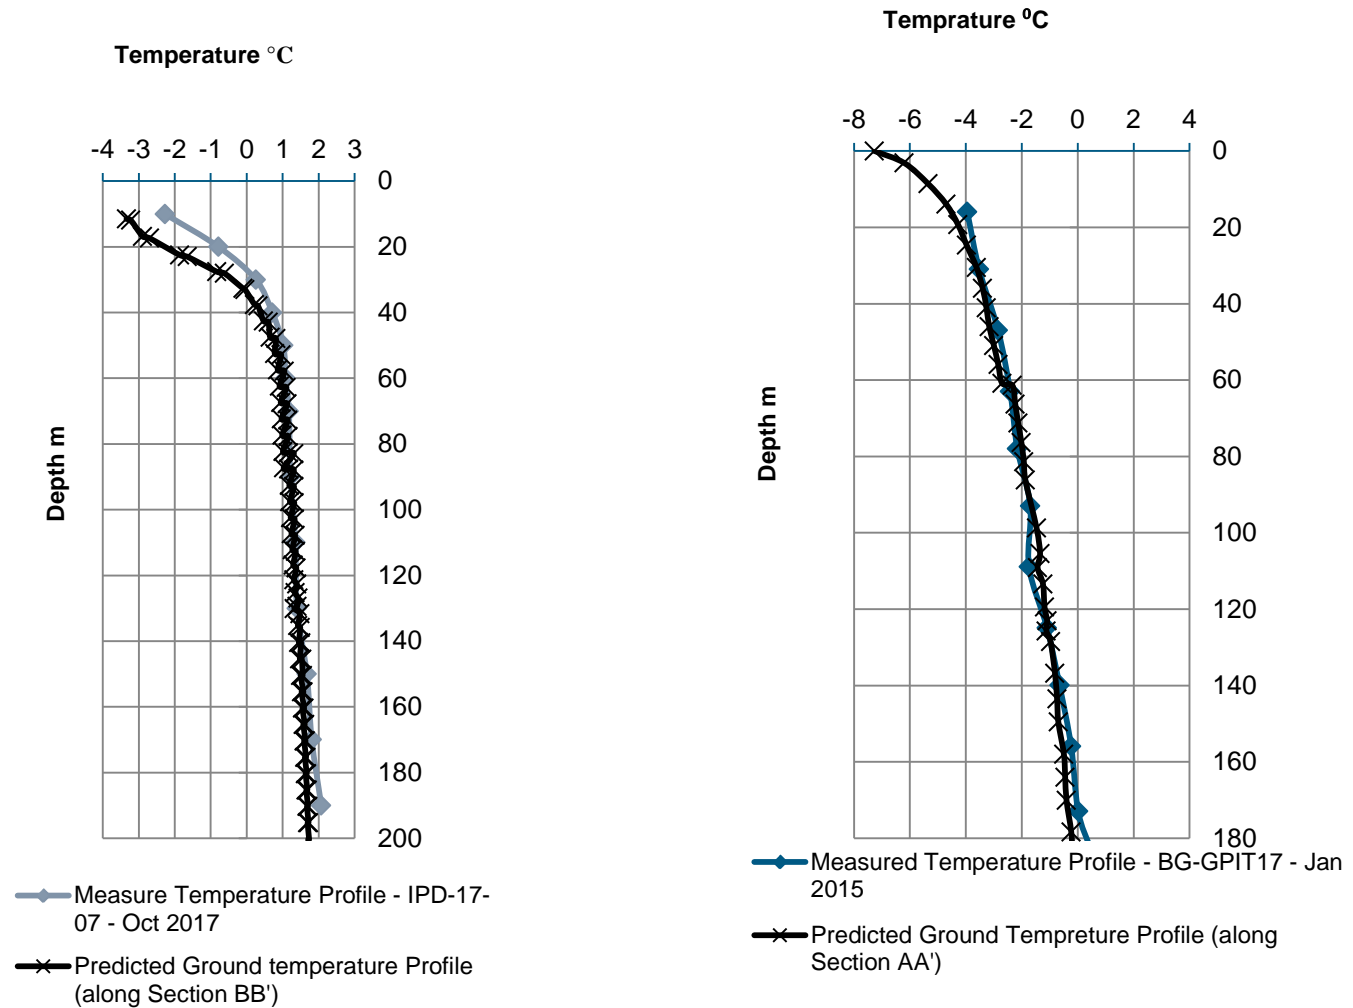 Temperature °C
-4 -3 -2 -1 0 1 2 3
0
20
40
60
80
100
120
140
160
180
200
Depth m
Measure Temperature Profile - IPD-17-
07 - Oct 2017
Predicted Ground temperature Profile
(along Section BB')
Temprature ⁰C
-8 -6 -4 -2 0 2 4
0
20
40
60
80
100
120
140
160
180
Depth m
Measured Temperature Profile - BG-GPIT17 - Jan
2015
Predicted Ground Tempreture Profile (along
Section AA')